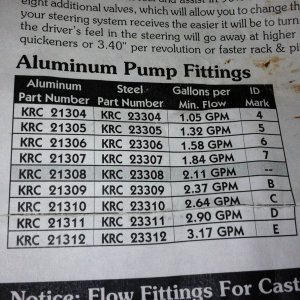 eight additional valves, which will allow you to change th
your steering system receives the easier it will be to turn
the driver's feel in the steering will go away at higher
quickeners or 3.40" per revolution or faster rack & pi
Aluminum Pump Fittings
Aluminum Part Number Steel Part Number Gallons per Min. Flow ID Mark
KRC 21304 KRC 23304 1.05 GPM 4
KRC 21305 KRC 23305 1.32 GPM 5
KRC 21306 KRC 23306 1.58 GPM 6
KRC 21307 KRC 23307 1.84 GPM 7
KRC 21308 KRC 23308 2.11 GPM --
KRC 21309 KRC 23309 2.37 GPM B
KRC 21310 KRC 23310 2.64 GPM C
KRC 21311 KRC 23311 2.90 GPM D
KRC 21312 KRC 23312 3.17 GPM E
Notice: Flow Fittings For Cast